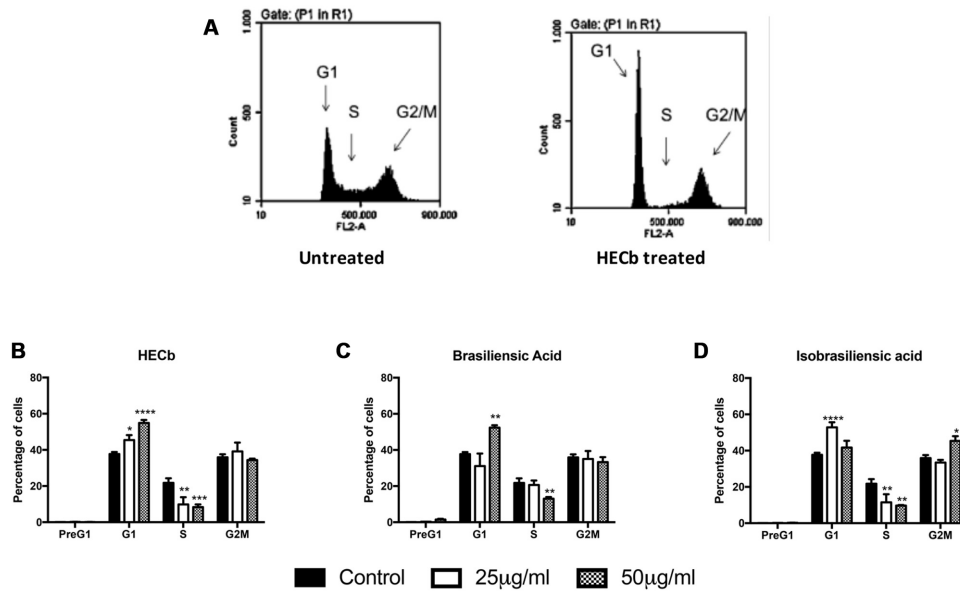 A
Gate: (P1 in R1)
1.000
500
10
Count
G1
S
G2/M
10
500.000
900.000
FL2-A
Untreated
Gate: (P1 in R1)
1.000
500
10
Count
G1
S
G2/M
10
500.000
900.000
FL2-A
HECb treated
B
HECb
Percentage of cells
80
60
40
20
0
*
****
**
***
PreG1
G1
S
G2M
C
Brasiliensic Acid
Percentage of cells
80
60
40
20
0
**
**
PreG1
G1
S
G2M
D
Isobrasiliensic acid
Percentage of cells
80
60
40
20
0
****
**
**
*
PreG1
G1
S
G2M
Control
25µg/ml
50µg/ml